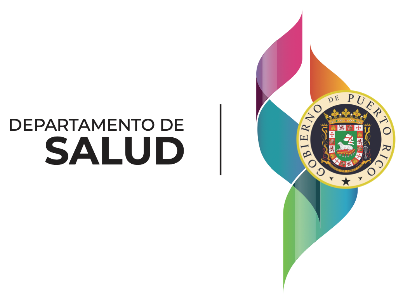 DEPARTAMENTO DE
SALUD
GOBIERNO DE PUERTO RICO